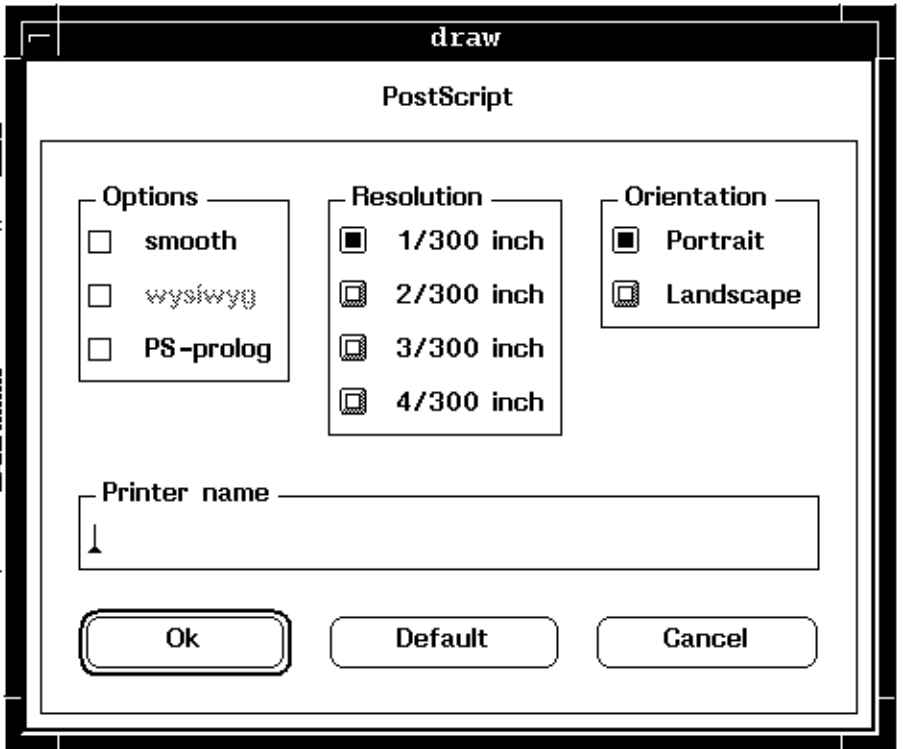 draw
PostScript
Options
smooth
wysiwyg
PS-prolog
Resolution
1/300 inch
2/300 inch
3/300 inch
4/300 inch
Orientation
Portrait
Landscape
Printer name
Ok
Default
Cancel